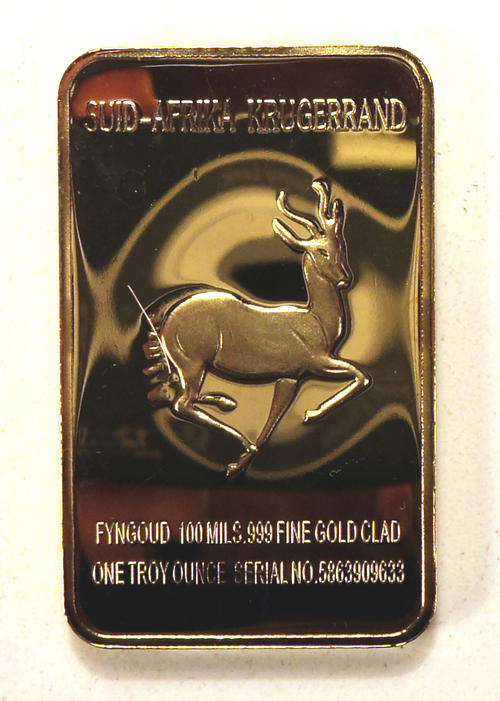 SUID-AFRIKA-KRUGERRAND
FYNGOUD 100 MILS.999 FINE GOLD CLAD
ONE TROY OUNCE SERIAL NO.5863909633